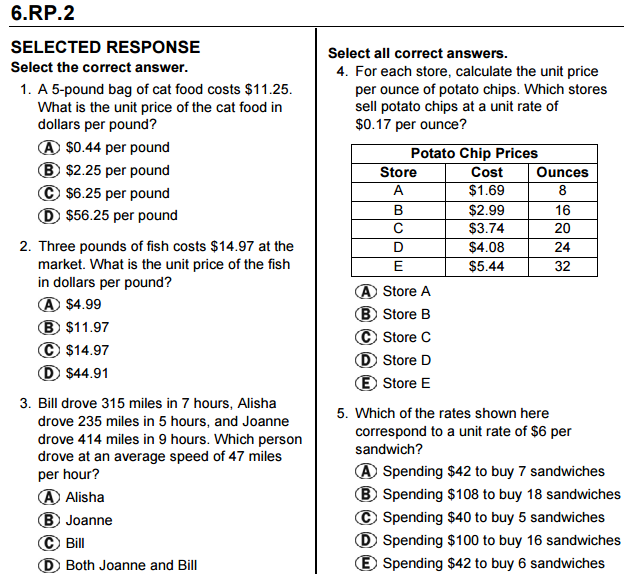 6.RP.2
SELECTED RESPONSE
Select the correct answer.
1. A 5-pound bag of cat food costs $11.25.
What is the unit price of the cat food in
dollars per pound?
A $0.44 per pound
B $2.25 per pound
C $6.25 per pound
D $56.25 per pound
2. Three pounds of fish costs $14.97 at the
market. What is the unit price of the fish
in dollars per pound?
A $4.99
B $11.97
C $14.97
D $44.91
3. Bill drove 315 miles in 7 hours, Alisha
drove 235 miles in 5 hours, and Joanne
drove 414 miles in 9 hours. Which person
drove at an average speed of 47 miles
per hour?
A Alisha
B Joanne
C Bill
D Both Joanne and Bill
Select all correct answers.
4. For each store, calculate the unit price
per ounce of potato chips. Which stores
sell potato chips at a unit rate of
$0.17 per ounce?
Potato Chip Prices
Store Cost Ounces
A $1.69 8
B $2.99 16
C $3.74 20
D $4.08 24
E $5.44 32
A Store A
B Store B
C Store C
D Store D
E Store E
5. Which of the rates shown here
correspond to a unit rate of $6 per
sandwich?
A Spending $42 to buy 7 sandwiches
B Spending $108 to buy 18 sandwiches
C Spending $40 to buy 5 sandwiches
D Spending $100 to buy 16 sandwiches
E Spending $42 to buy 6 sandwiches